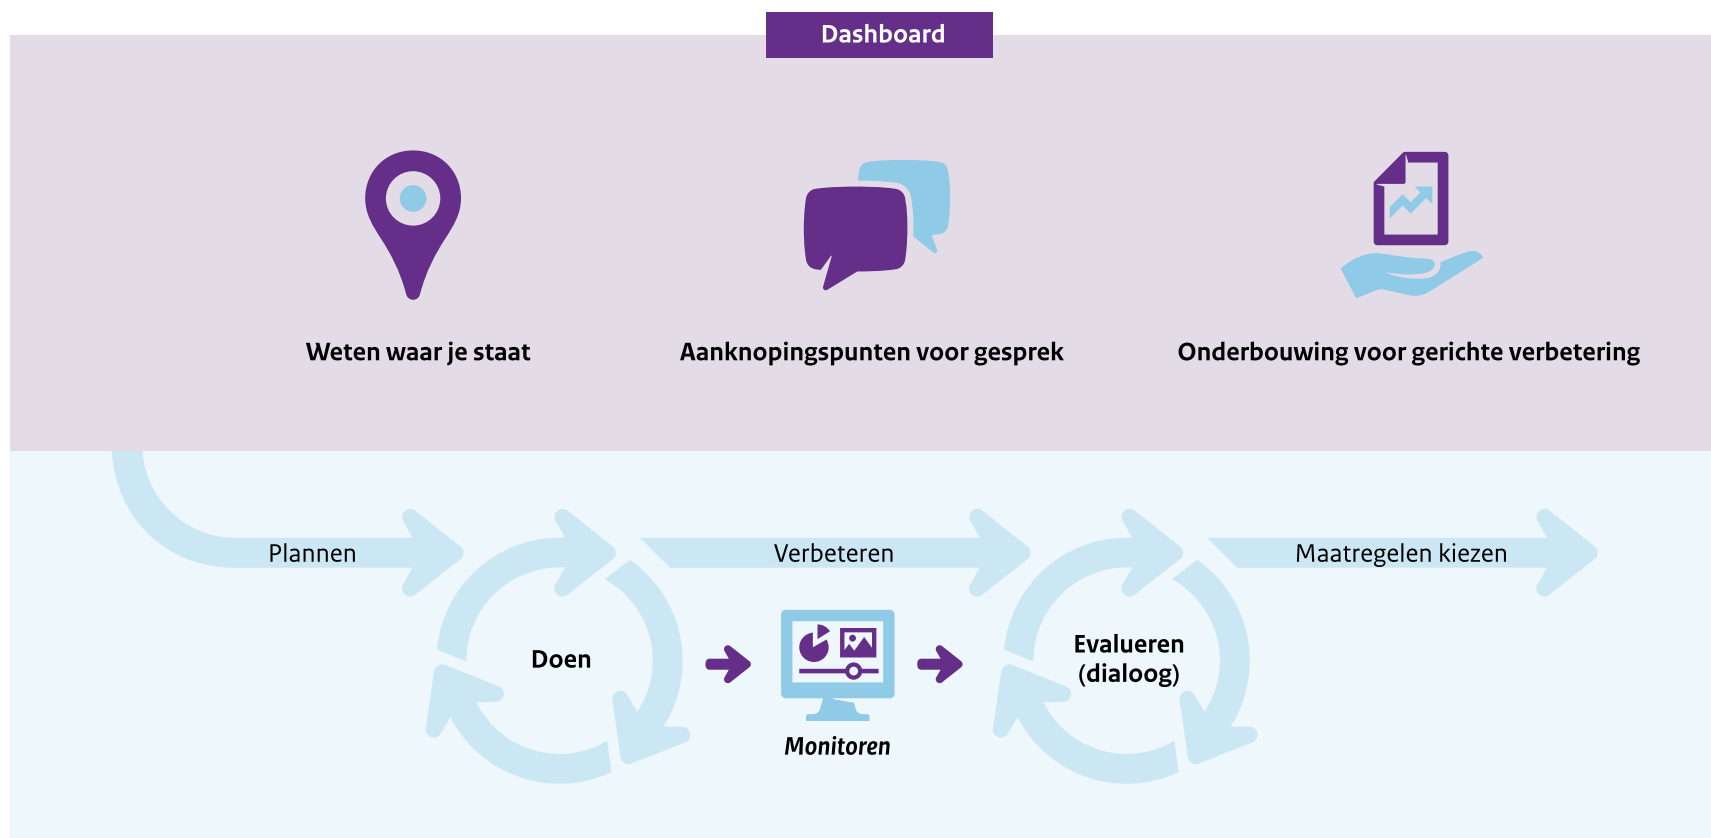 Dashboard
Weten waar je staat
Aanknopingspunten voor gesprek
Onderbouwing voor gerichte verbetering
Plannen
Verbeteren
Maatregelen kiezen
Doen
Monitoren
Evalueren
(dialoog)